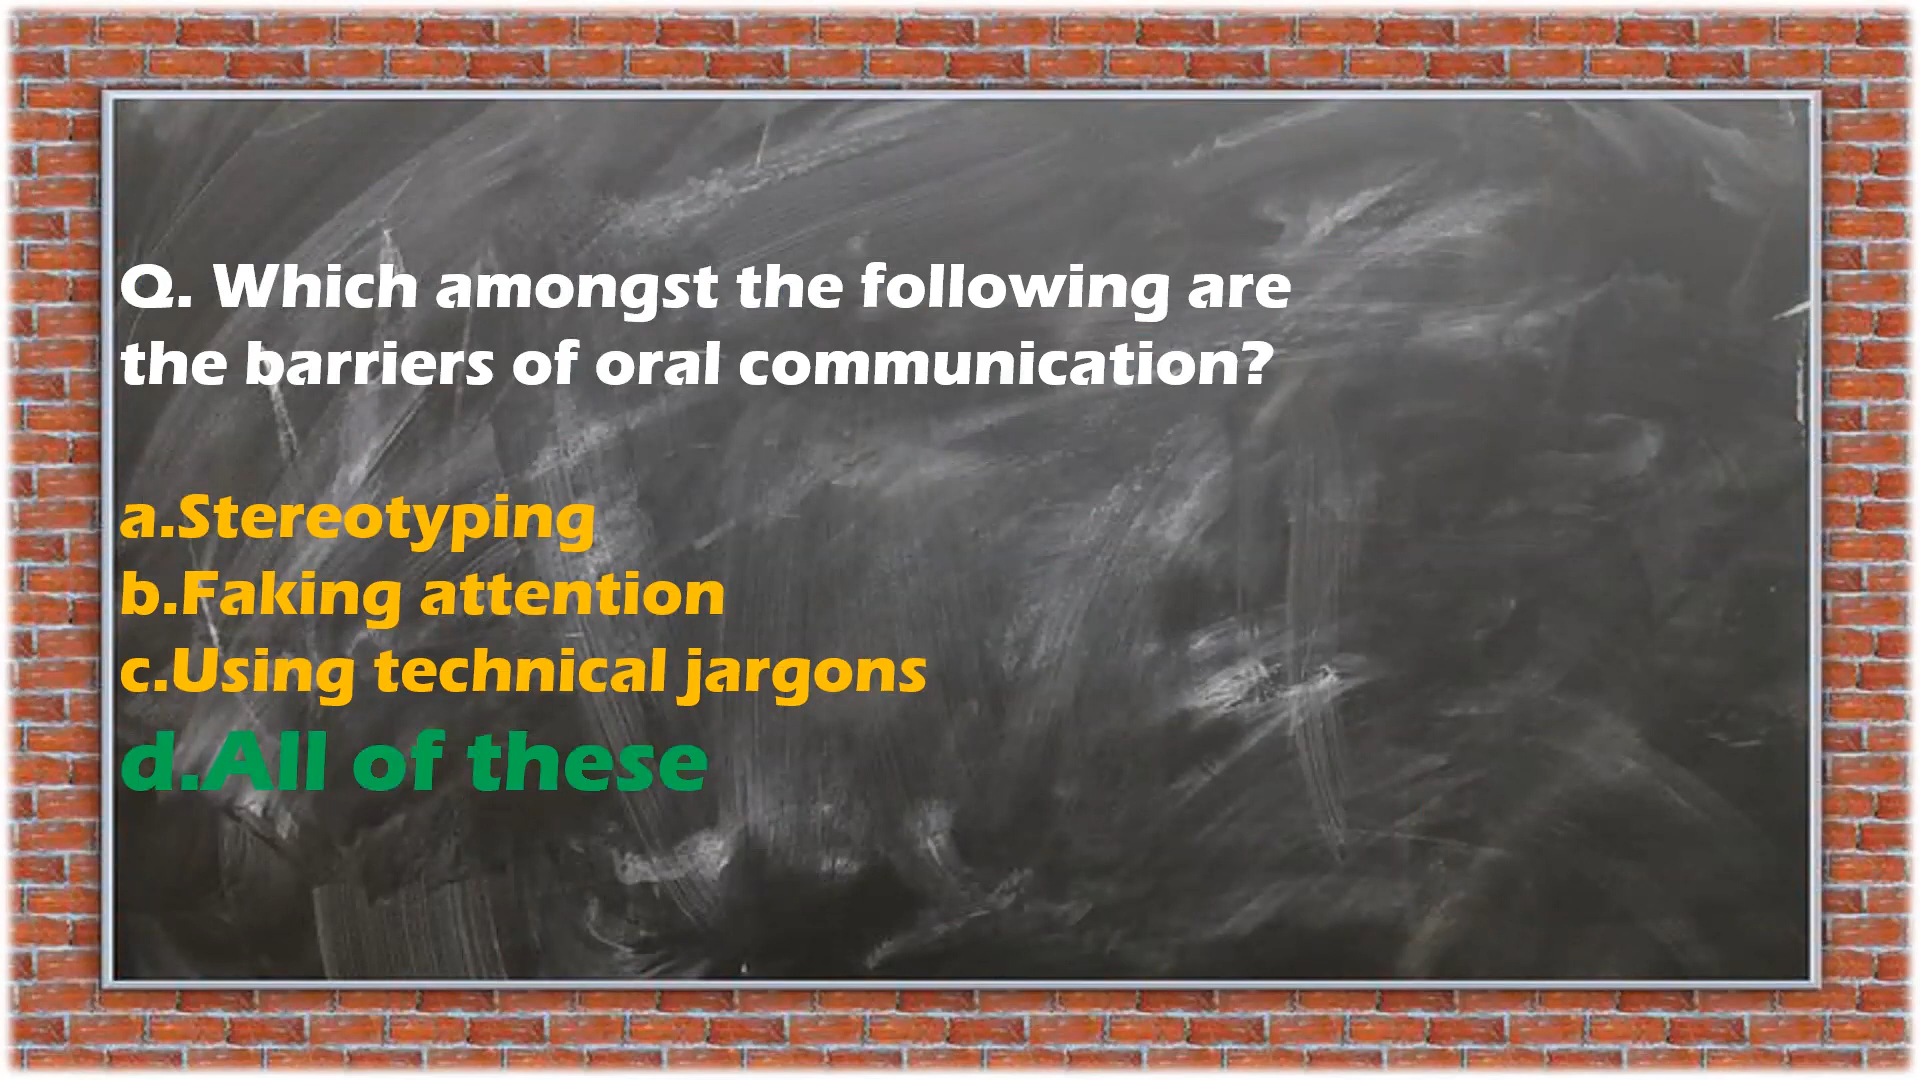 Q. Which amongst the following are
the barriers of oral communication?
a.Stereotyping
b.Faking attention
c.Using technical jargons
d.All of these